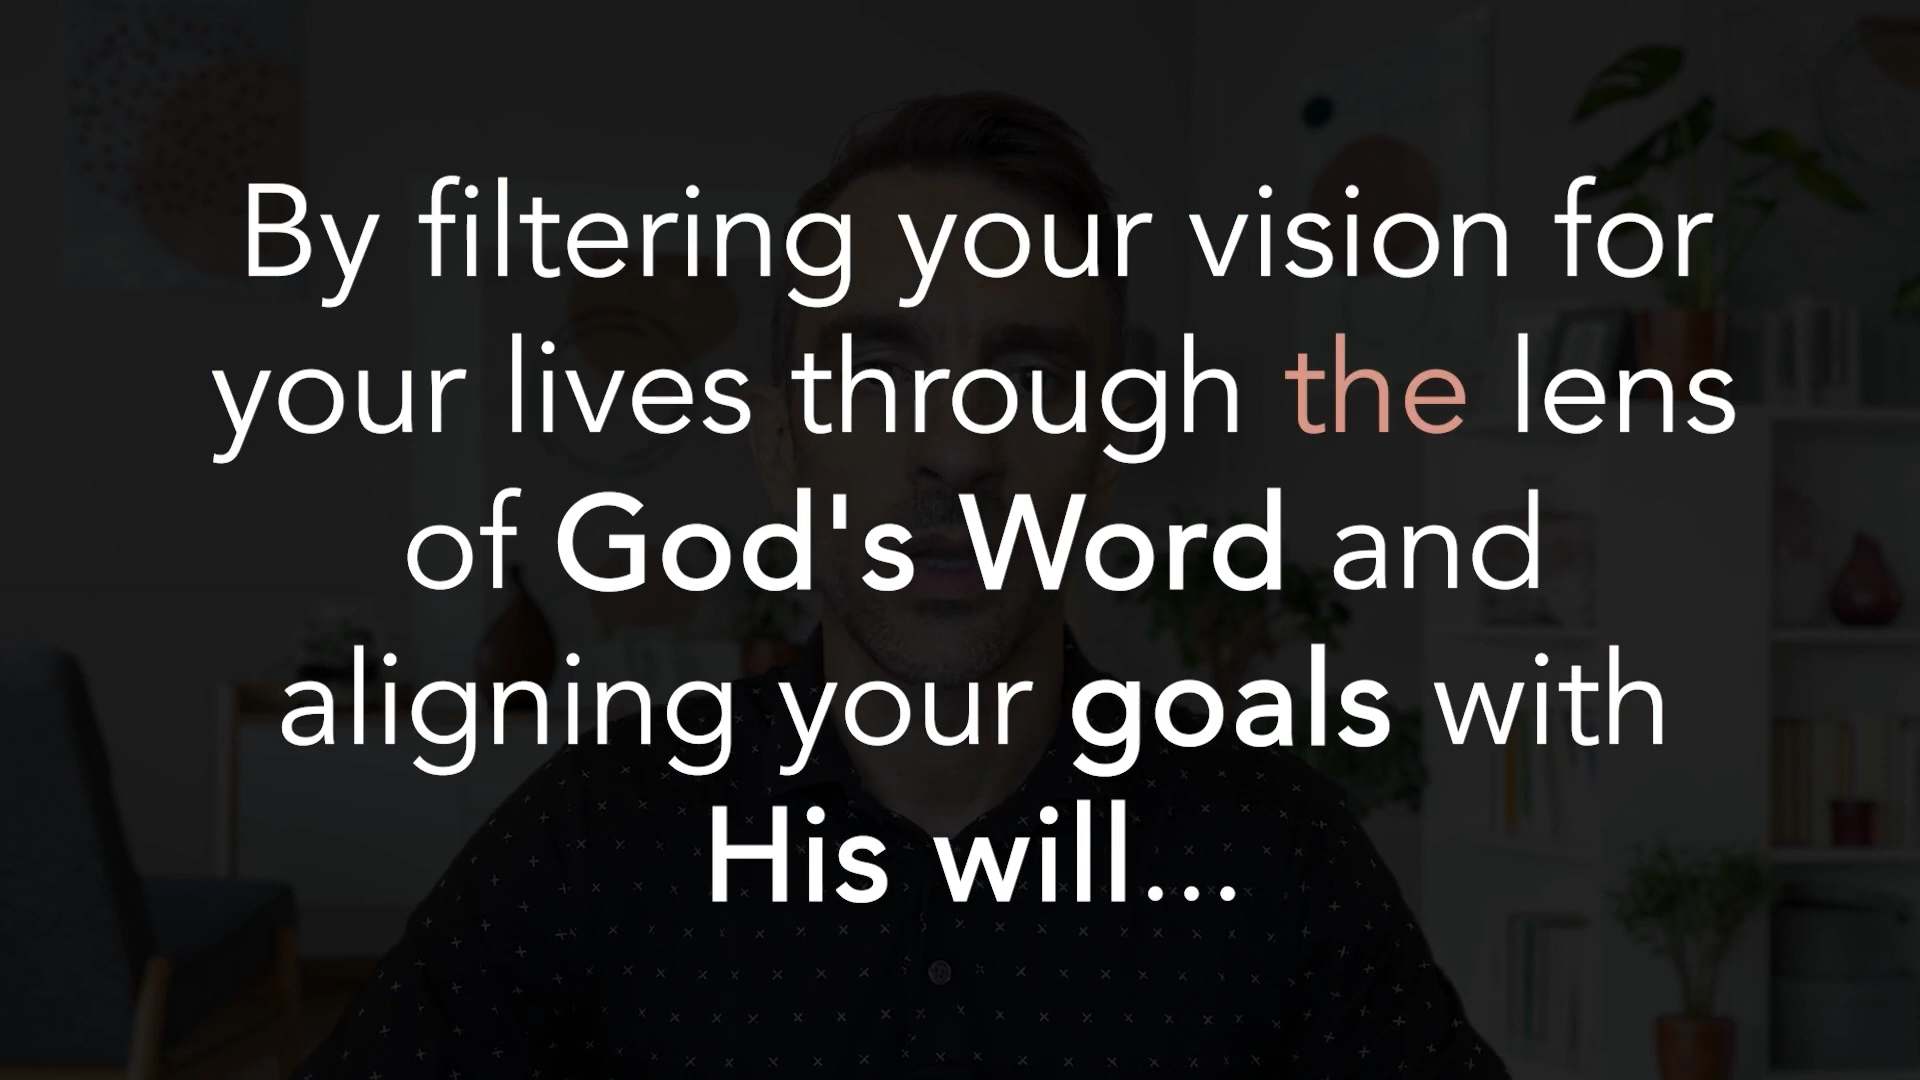 By filtering your vision for
your lives through the lens
of God's Word and
aligning your goals with
His will...